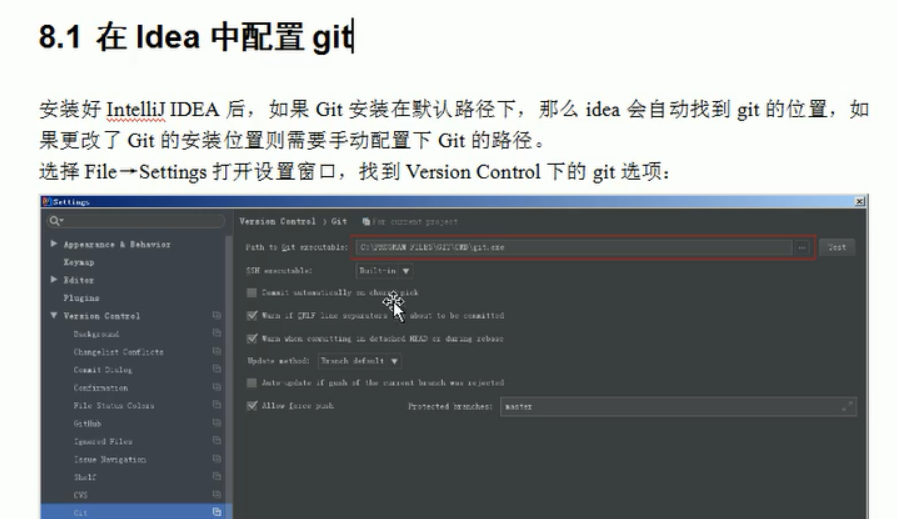 8.1 在 Idea 中配置 git
安装好 IntelliJ IDEA 后，如果 Git 安装在默认路径下，那么 idea 会自动找到 git 的位置，如
果更改了 Git 的安装位置则需要手动配置下 Git 的路径。
选择 File→Settings 打开设置窗口，找到 Version Control 下的 git 选项：
Settings
Version Control › Git For current project
Appearance & Behavior
Path to Git executable: C:\PROGRAM FILES\GIT\CMD\git.exe ... Test
Keymap
SSH executable: Built-in
Editor
Commit automatically on cherry-pick
Plugins
Version Control
Warn if CRLF line separators about to be committed
Background
Warn when committing in detached HEAD or during rebase
Changelist Conflicts
Update method: Branch default
Commit Dialog
Auto-update if push of the current branch was rejected
Confirmation
File Status Colors
Allow force push Protected branches: master
GitHub
Ignored Files
Issue Navigation
Shelf
CVS
Git